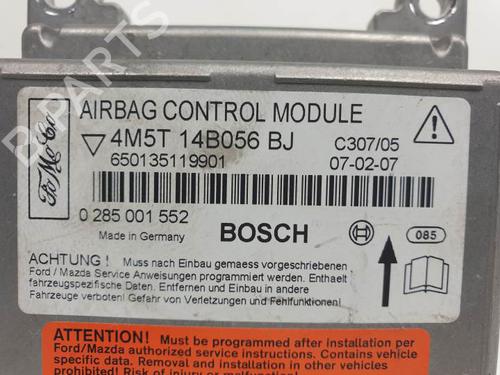 AIRBAG CONTROL MODULE
4M5T 14B056 BJ
C307/05
650135119901
07-02-07
0 285 001 552
Made in Germany
BOSCH
085
FoMoCo
ACHTUNG ! Muss nach Einbau gemaess vorgeschriebenen
Ford / Mazda Service Anweisungen programmiert werden. Enthaelt
fahrzeugspezifische Daten. Entfernen und Einbau in andere
Fahrzeuge verboten! Gefahr von Verletzungen und Fehlfunktionen!
ATTENTION! Must be programmed after installation per
Ford/Mazda authorized service instructions. Contains vehicle
specific data. Removal and installation in other vehicles
prohibited! Risk of injury or malfunction!
B-PARTS